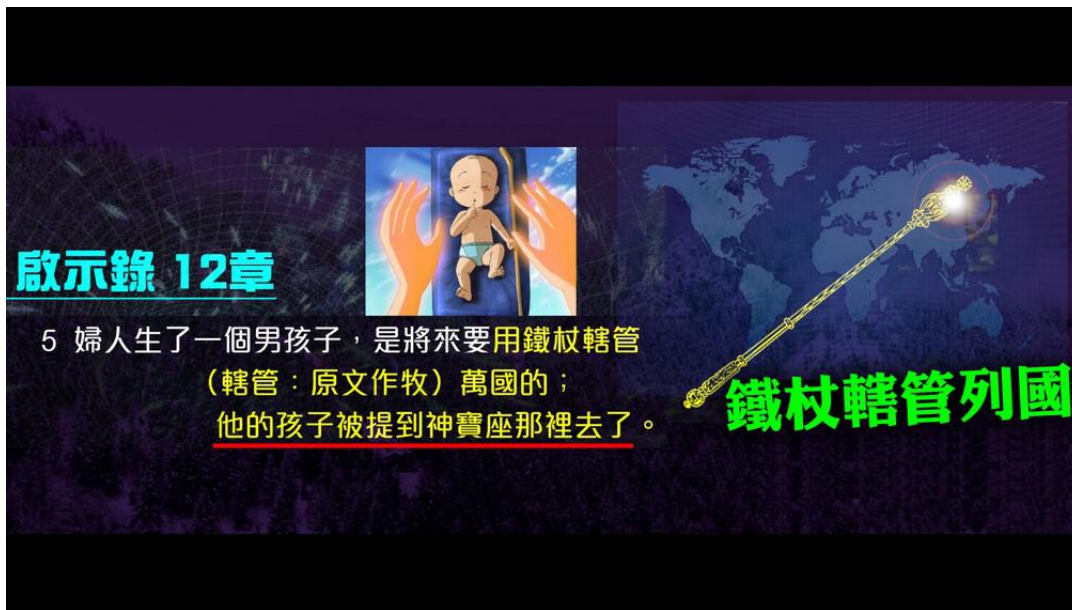 啟示錄 12章
5 婦人生了一個男孩子，是將來要用鐵杖轄管
（轄管：原文作牧）萬國的；
他的孩子被提到神寶座那裡去了。
鐵杖轄管列國